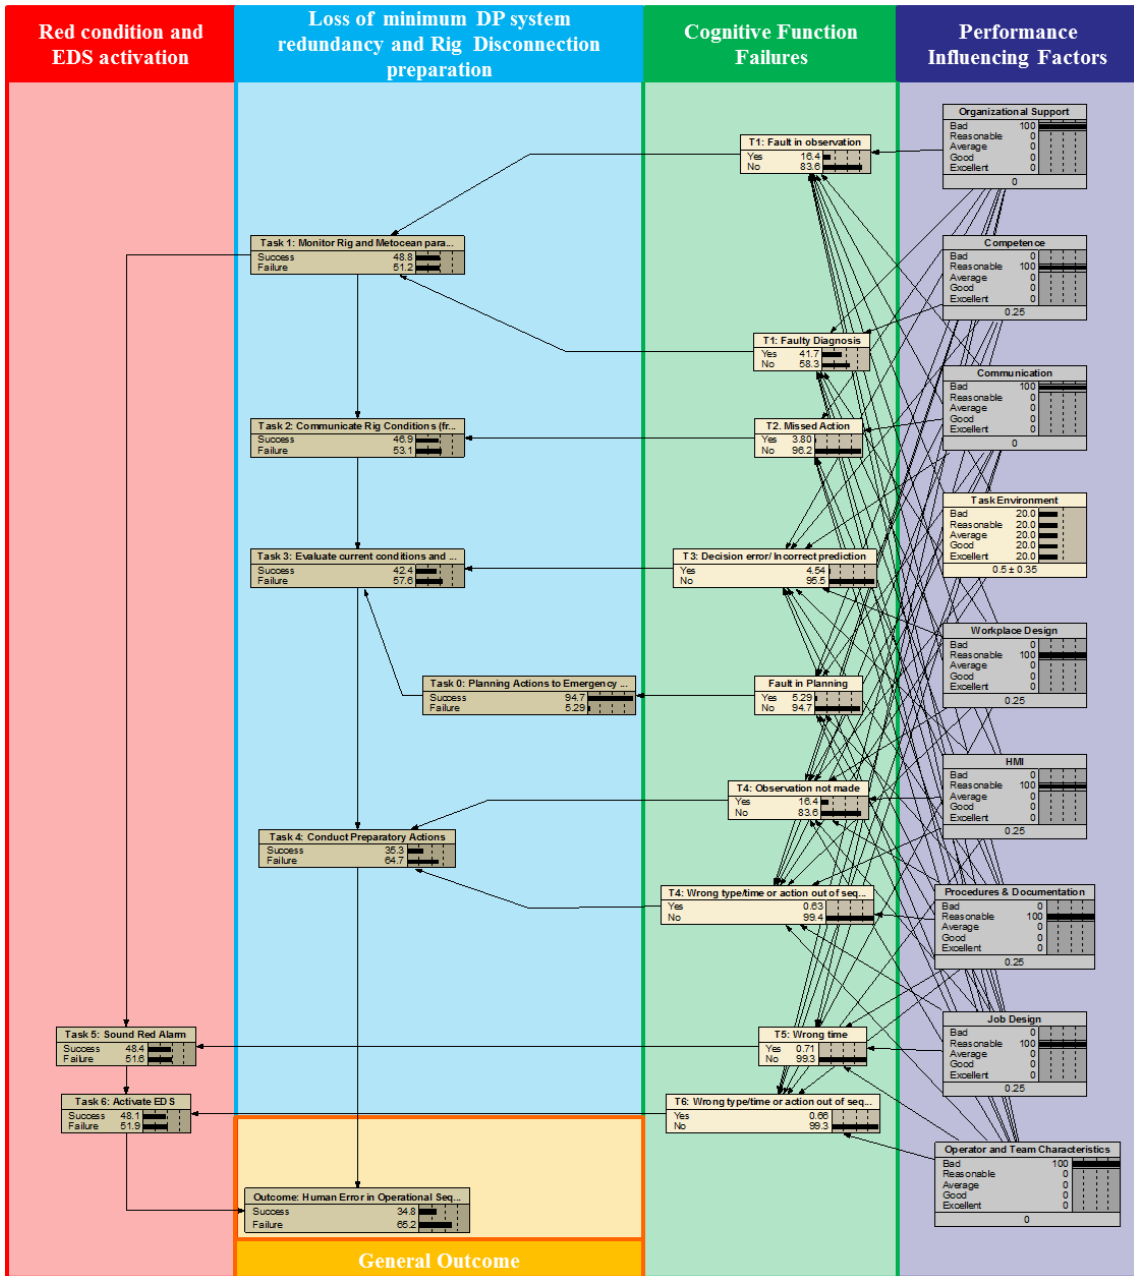 Red condition and
EDS activation
Loss of minimum DP system
redundancy and Rig Disconnection
preparation
Cognitive Function
Failures
Performance
Influencing Factors
Organizational Support
Bad 100
Reasonable 0
Average 0
Good 0
Excellent 0
0
T1: Fault in observation
Yes 16.4
No 83.6
Task 1: Monitor Rig and Metocean para...
Success 48.8
Failure 51.2
Competence
Bad 0
Reasonable 100
Average 0
Good 0
Excellent 0
0.25
T1: Faulty Diagnosis
Yes 41.7
No 58.3
Communication
Bad 100
Reasonable 0
Average 0
Good 0
Excellent 0
0
Task 2: Communicate Rig Conditions (fr...
Success 46.9
Failure 53.1
T2. Missed Action
Yes 3.80
No 96.2
Task Environment
Bad 20.0
Reasonable 20.0
Average 20.0
Good 20.0
Excellent 20.0
0.5 ± 0.35
Task 3: Evaluate current conditions and ...
Success 42.4
Failure 57.6
T3: Decision error/ Incorrect prediction
Yes 4.54
No 95.5
Workplace Design
Bad 0
Reasonable 100
Average 0
Good 0
Excellent 0
0.25
Task 0: Planning Actions to Emergency ...
Success 94.7
Failure 5.29
Fault in Planning
Yes 5.29
No 94.7
HMI
Bad 0
Reasonable 100
Average 0
Good 0
Excellent 0
0.25
T4: Observation not made
Yes 16.4
No 83.6
Task 4: Conduct Preparatory Actions
Success 35.3
Failure 64.7
T4: Wrong type/time or action out of seq...
Yes 0.63
No 99.4
Procedures & Documentation
Bad 0
Reasonable 100
Average 0
Good 0
Excellent 0
0.25
Job Design
Bad 0
Reasonable 100
Average 0
Good 0
Excellent 0
0.25
Task 5: Sound Red Alarm
Success 48.4
Failure 51.6
T5: Wrong time
Yes 0.71
No 99.3
Task 6: Activate EDS
Success 48.1
Failure 51.9
T6: Wrong type/time or action out of seq...
Yes 0.66
No 99.3
Operator and Team Characteristics
Bad 100
Reasonable 0
Average 0
Good 0
Excellent 0
0
Outcome: Human Error in Operational Seq...
Success 34.8
Failure 65.2
General Outcome